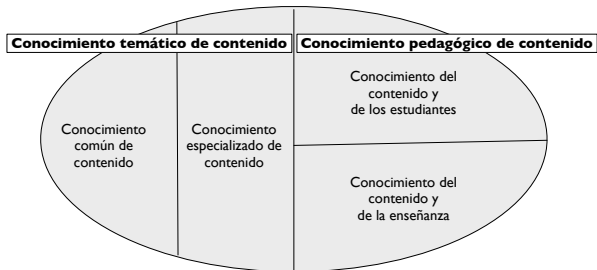 Conocimiento temático de contenido
Conocimiento pedagógico de contenido
Conocimiento
común de
contenido
Conocimiento
especializado de
contenido
Conocimiento del
contenido y
de los estudiantes
Conocimiento del
contenido y
de la enseñanza